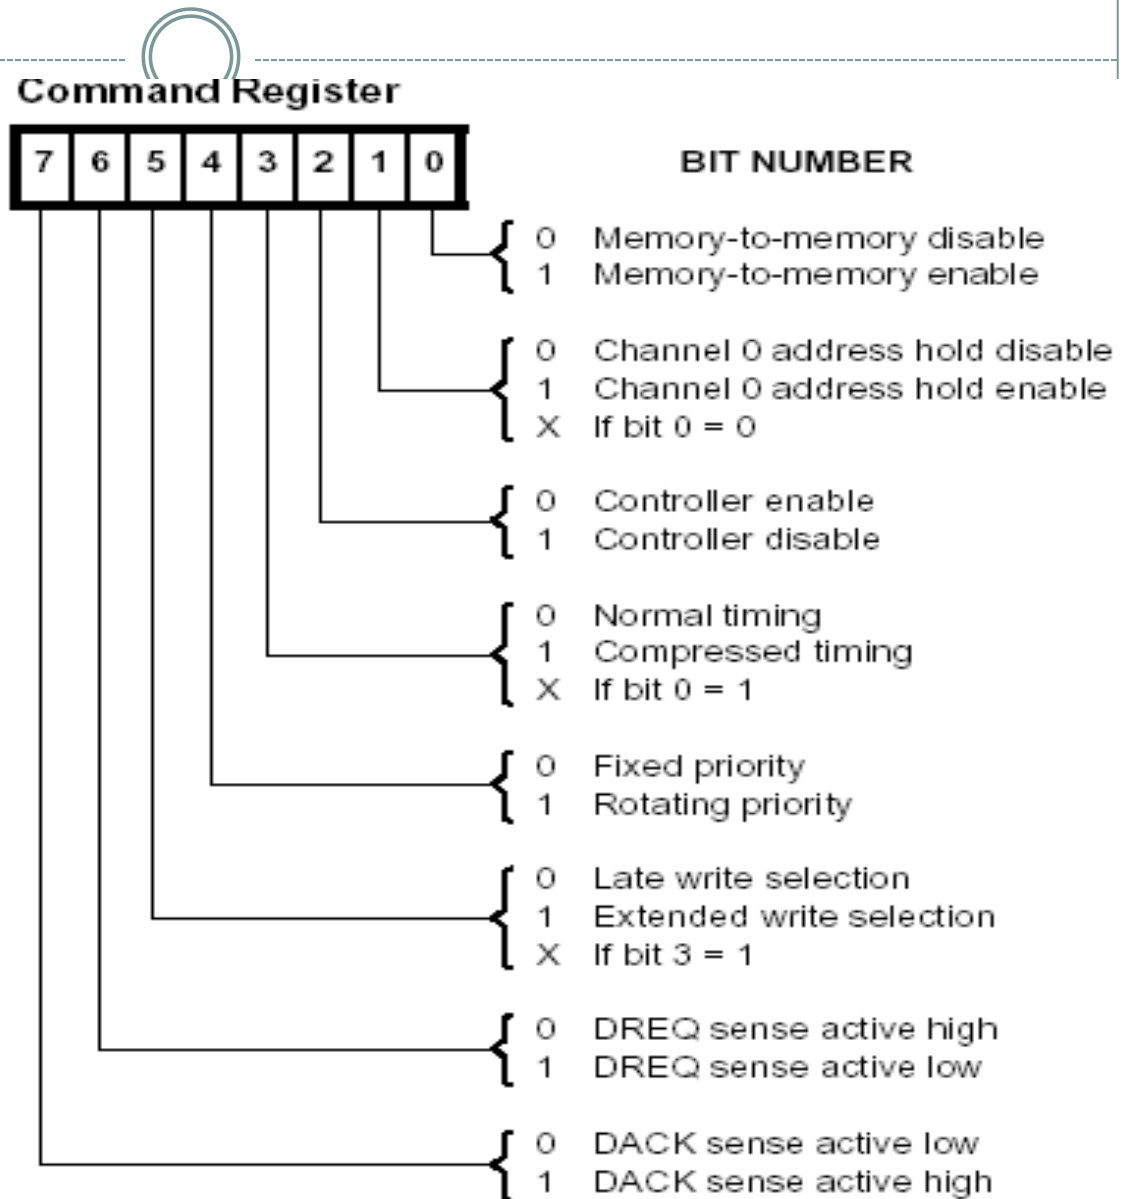 Command Register
7 6 5 4 3 2 1 0
BIT NUMBER
0 Memory-to-memory disable
1 Memory-to-memory enable
0 Channel 0 address hold disable
1 Channel 0 address hold enable
X If bit 0 = 0
0 Controller enable
1 Controller disable
0 Normal timing
1 Compressed timing
X If bit 0 = 1
0 Fixed priority
1 Rotating priority
0 Late write selection
1 Extended write selection
X If bit 3 = 1
0 DREQ sense active high
1 DREQ sense active low
0 DACK sense active low
1 DACK sense active high